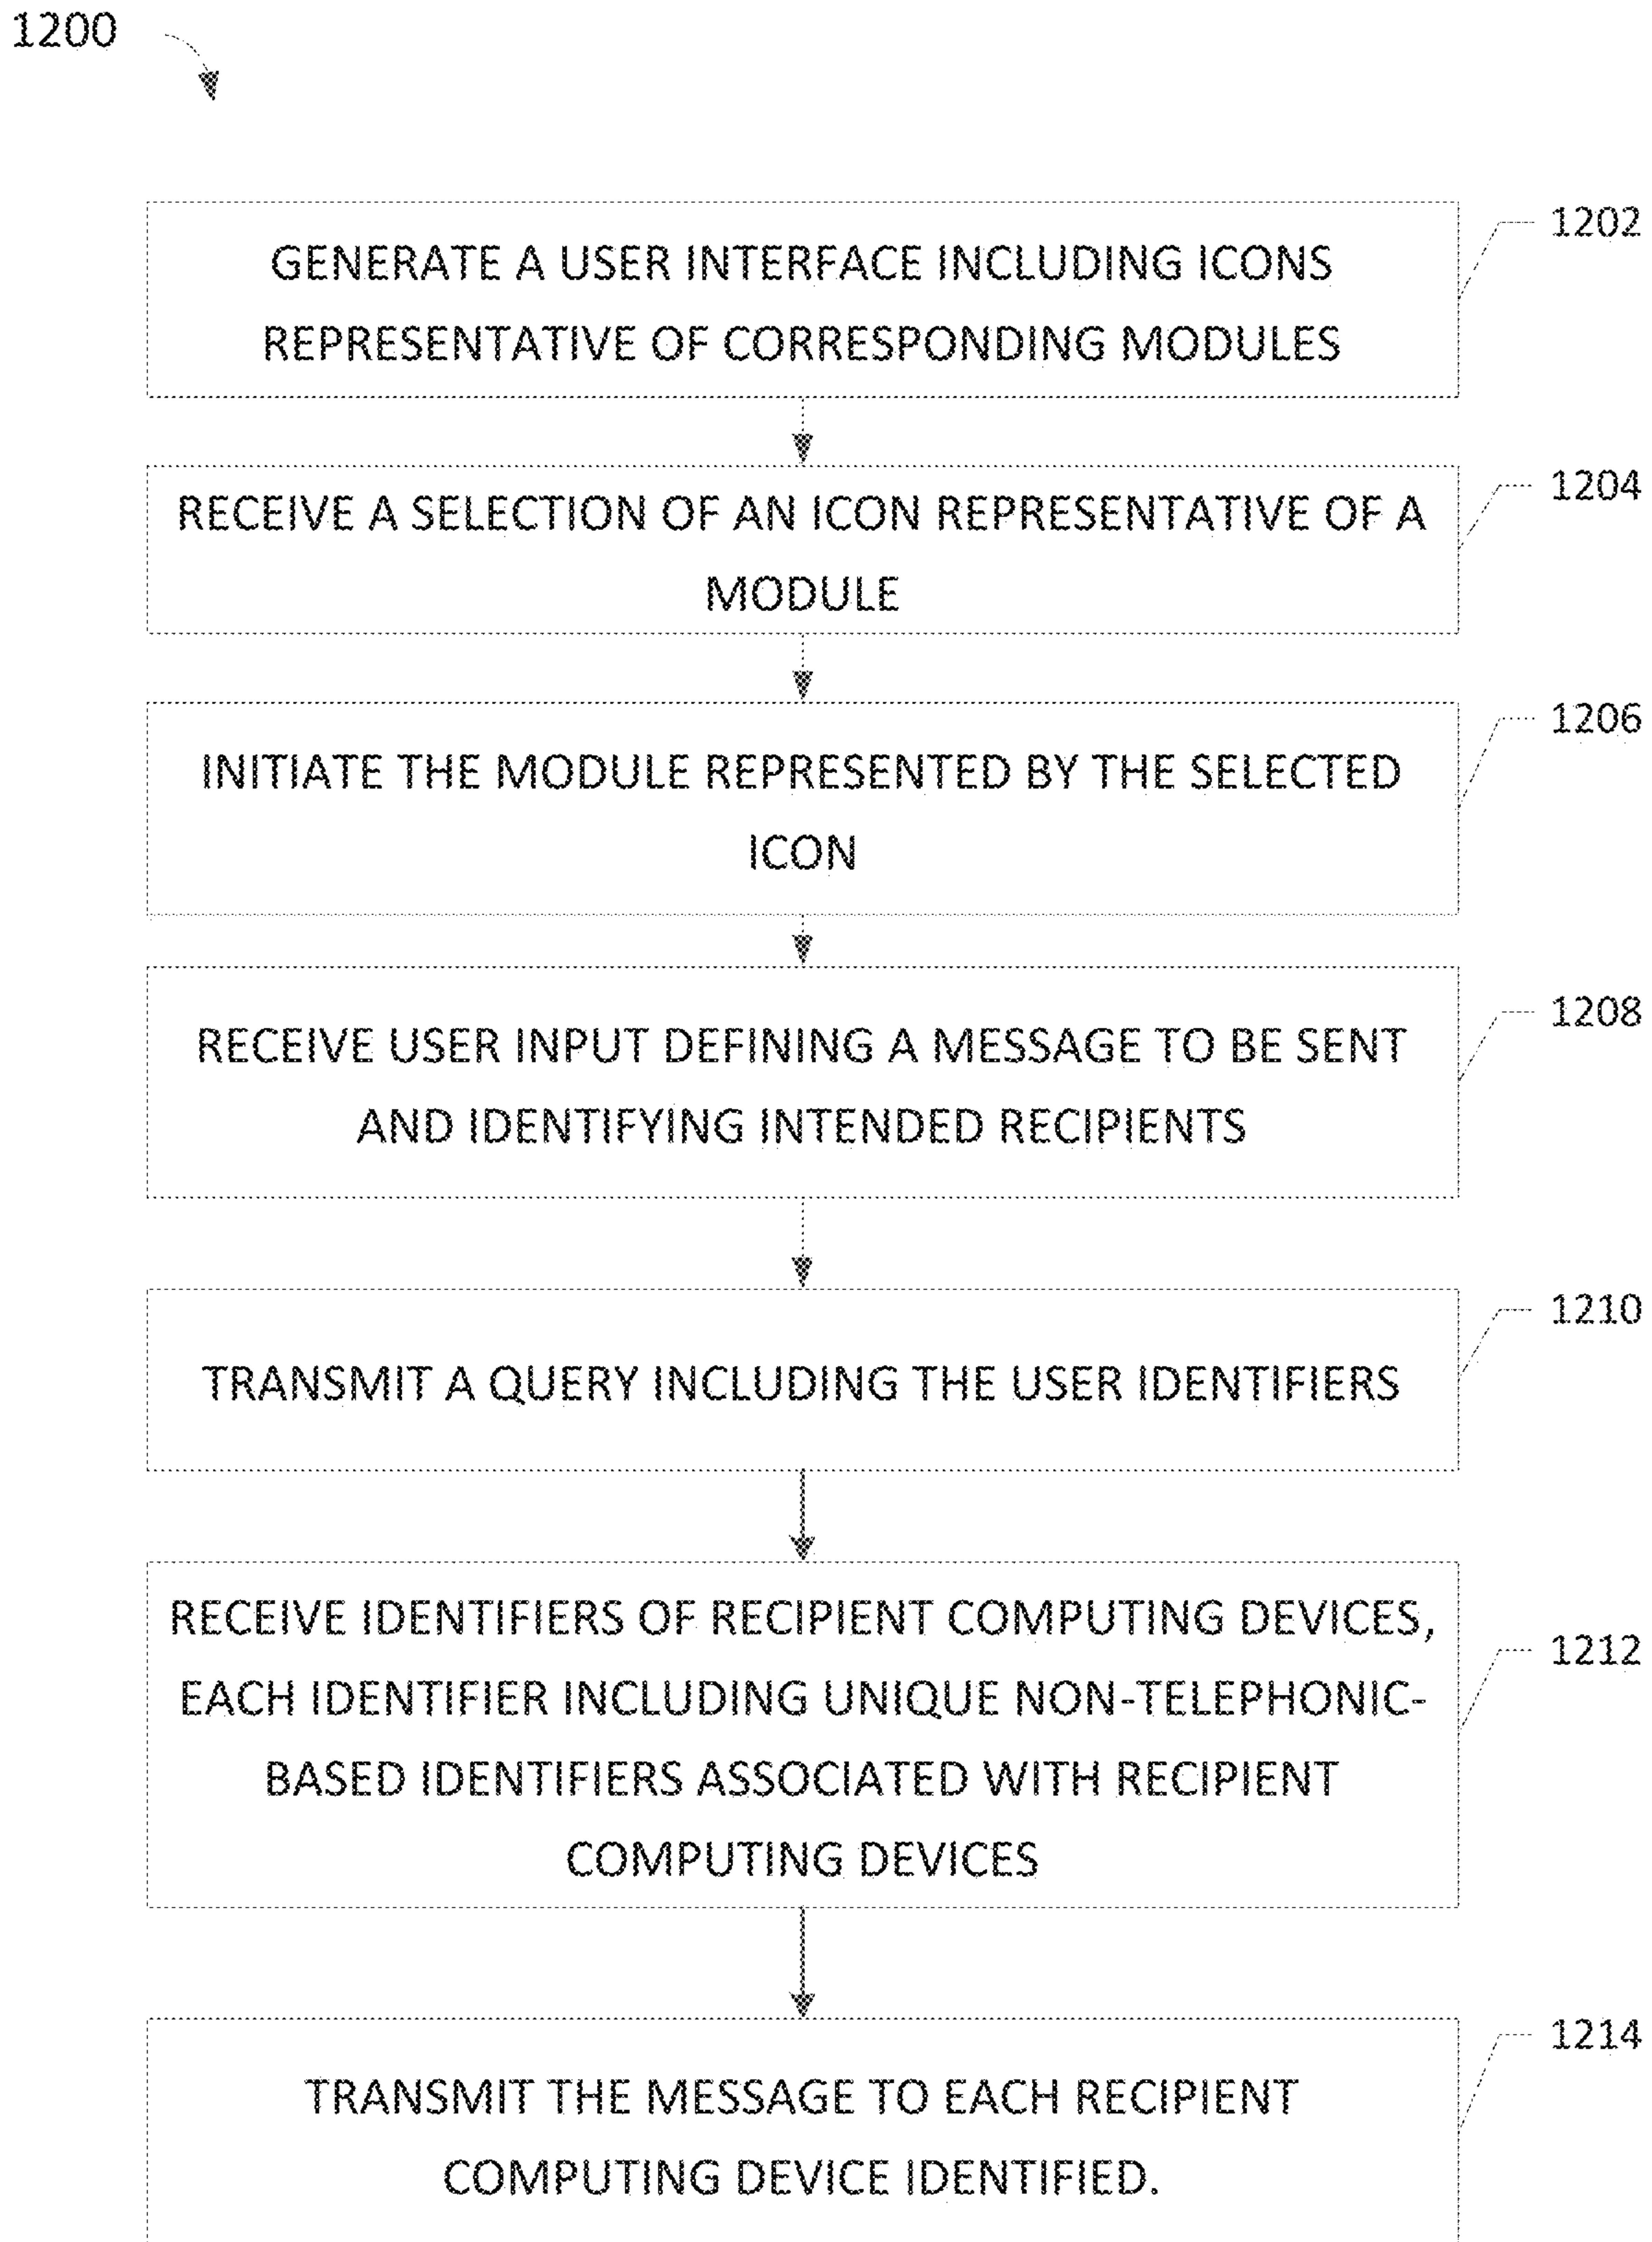 1200
1202
GENERATE A USER INTERFACE INCLUDING ICONS
REPRESENTATIVE OF CORRESPONDING MODULES
1204
RECEIVE A SELECTION OF AN ICON REPRESENTATIVE OF A
MODULE
1206
INITIATE THE MODULE REPRESENTED BY THE SELECTED
ICON
1208
RECEIVE USER INPUT DEFINING A MESSAGE TO BE SENT
AND IDENTIFYING INTENDED RECIPIENTS
1210
TRANSMIT A QUERY INCLUDING THE USER IDENTIFIERS
RECEIVE IDENTIFIERS OF RECIPIENT COMPUTING DEVICES,
1212
EACH IDENTIFIER INCLUDING UNIQUE NON-TELEPHONIC-
BASED IDENTIFIERS ASSOCIATED WITH RECIPIENT
COMPUTING DEVICES
1214
TRANSMIT THE MESSAGE TO EACH RECIPIENT
COMPUTING DEVICE IDENTIFIED.